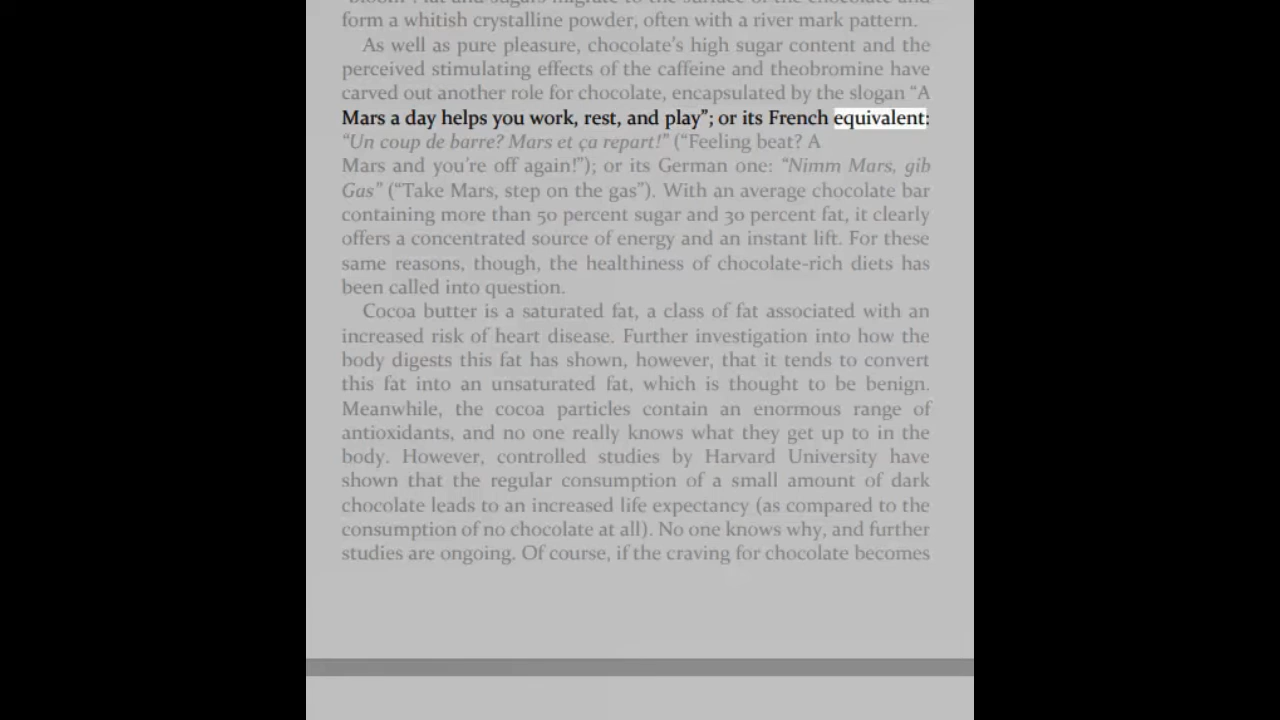 form a whitish crystalline powder, often with a river mark pattern.
As well as pure pleasure, chocolate’s high sugar content and the
perceived stimulating effects of the caffeine and theobromine have
carved out another role for chocolate, encapsulated by the slogan “A
Mars a day helps you work, rest, and play”; or its French equivalent:
“Un coup de barre? Mars et ça repart!” (“Feeling beat? A
Mars and you’re off again!”); or its German one: “Nimm Mars, gib
Gas” (“Take Mars, step on the gas”). With an average chocolate bar
containing more than 50 percent sugar and 30 percent fat, it clearly
offers a concentrated source of energy and an instant lift. For these
same reasons, though, the healthiness of chocolate-rich diets has
been called into question.
Cocoa butter is a saturated fat, a class of fat associated with an
increased risk of heart disease. Further investigation into how the
body digests this fat has shown, however, that it tends to convert
this fat into an unsaturated fat, which is thought to be benign.
Meanwhile, the cocoa particles contain an enormous range of
antioxidants, and no one really knows what they get up to in the
body. However, controlled studies by Harvard University have
shown that the regular consumption of a small amount of dark
chocolate leads to an increased life expectancy (as compared to the
consumption of no chocolate at all). No one knows why, and further
studies are ongoing. Of course, if the craving for chocolate becomes